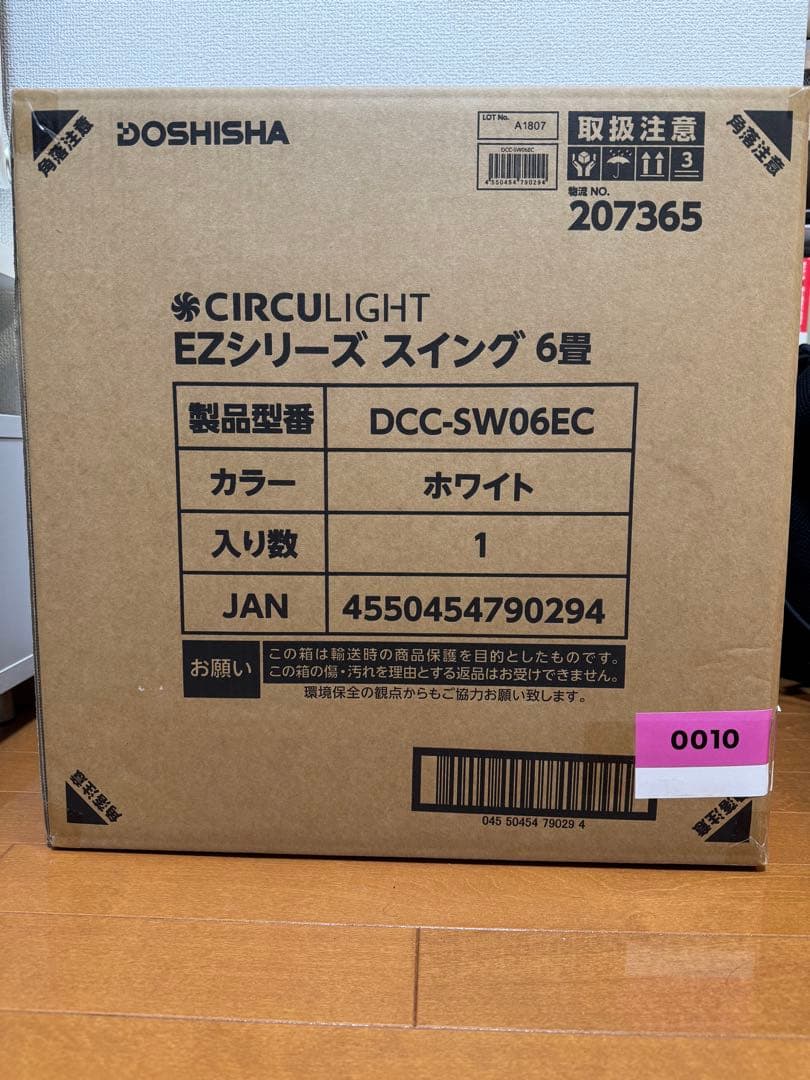 角落注意
DOSHISHA
LOT No.
A1807
DCC-SW06EC
4 550454 790294
取扱注意
3
物流 NO.
207365
角落注意
CIRCULIGHT
EZシリーズ スイング 6畳
製品型番 DCC-SW06EC
カラー ホワイト
入り数 1
JAN 4550454790294
お願い
この箱は輸送時の商品保護を目的としたものです。
この箱の傷・汚れを理由とする返品はお受けできません。
環境保全の観点からもご協力お願い致します。
0010
角落注意
045 50454 79029 4
角落注意